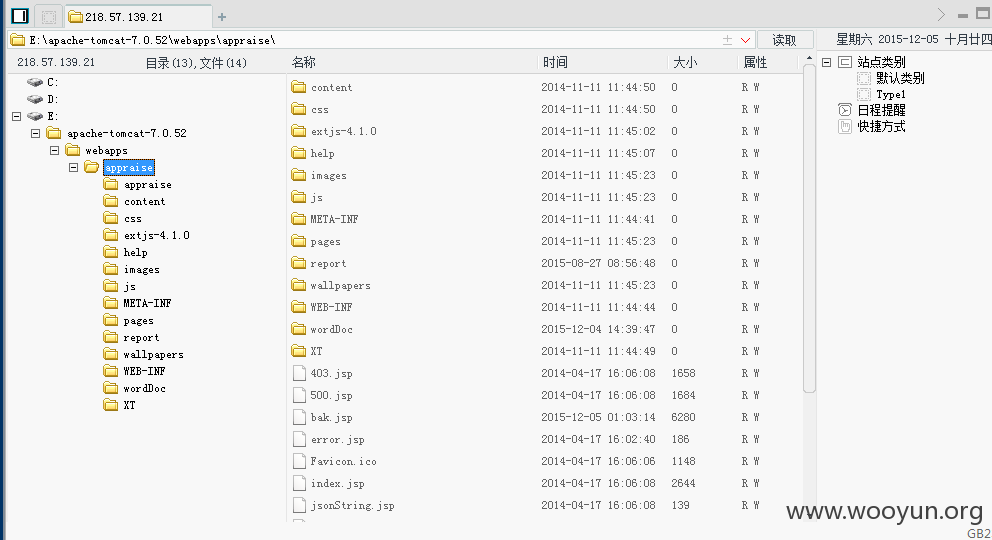 218.57.139.21
E:\apache-tomcat-7.0.52\webapps\appraise\
读取
星期六 2015-12-05 十月廿四
218.57.139.21 目录(13),文件(14)
名称 时间 大小 属性
C:
D:
E:
apache-tomcat-7.0.52
webapps
appraise
appraise
content
css
extjs-4.1.0
help
images
js
META-INF
pages
report
wallpapers
WEB-INF
wordDoc
XT
content 2014-11-11 11:44:50 0 R W
css 2014-11-11 11:44:50 0 R W
extjs-4.1.0 2014-11-11 11:45:02 0 R W
help 2014-11-11 11:45:07 0 R W
images 2014-11-11 11:45:23 0 R W
js 2014-11-11 11:45:23 0 R W
META-INF 2014-11-11 11:44:41 0 R W
pages 2014-11-11 11:45:23 0 R W
report 2015-08-27 08:56:48 0 R W
wallpapers 2014-11-11 11:45:23 0 R W
WEB-INF 2014-11-11 11:44:44 0 R W
wordDoc 2015-12-04 14:39:47 0 R W
XT 2014-11-11 11:44:49 0 R W
403.jsp 2014-04-17 16:06:08 1658 R W
500.jsp 2014-04-17 16:06:08 1684 R W
bak.jsp 2015-12-05 01:03:14 6280 R W
error.jsp 2014-04-17 16:02:40 186 R W
Favicon.ico 2014-04-17 16:06:06 1148 R W
index.jsp 2014-04-17 16:06:08 2644 R W
jsonString.jsp 2014-04-17 16:06:08 139 R W
站点类别
默认类别
Type1
日程提醒
快捷方式
www.wooyun.org
GB2